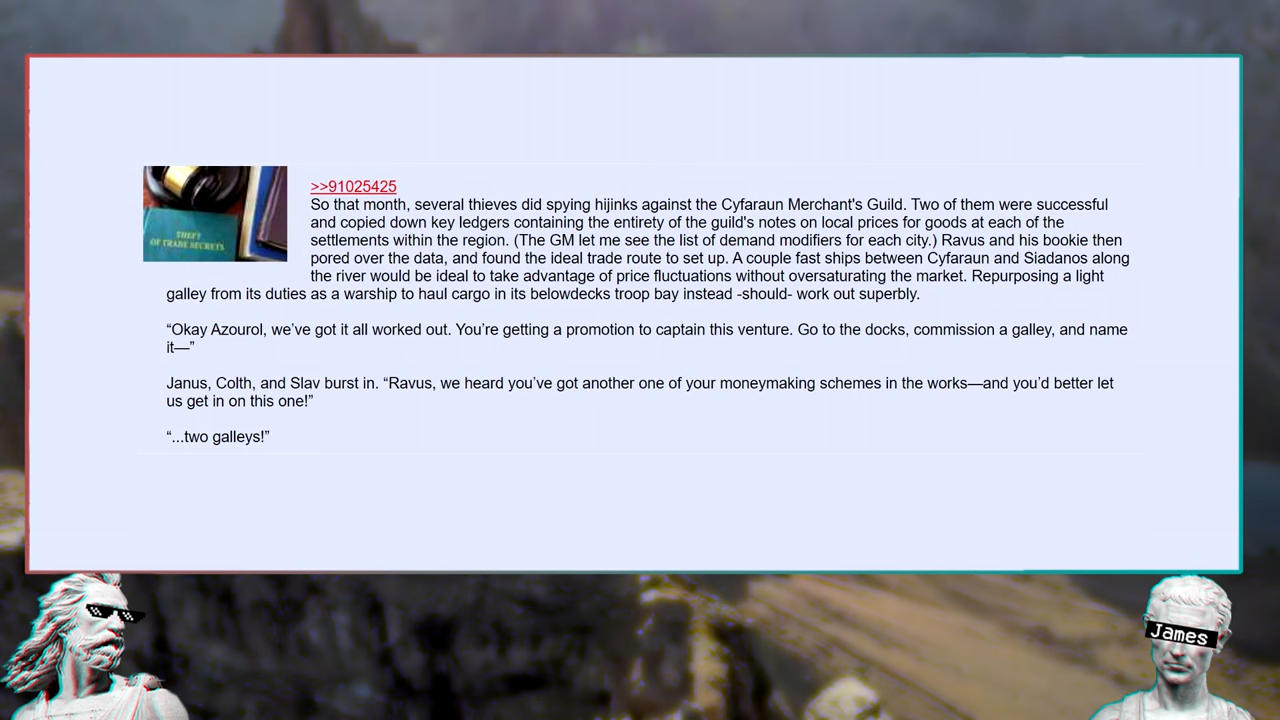 THEFT
OF TRADE SECRETS
>>91025425
So that month, several thieves did spying hijinks against the Cyfaraun Merchant's Guild. Two of them were successful
and copied down key ledgers containing the entirety of the guild's notes on local prices for goods at each of the
settlements within the region. (The GM let me see the list of demand modifiers for each city.) Ravus and his bookie then
pored over the data, and found the ideal trade route to set up. A couple fast ships between Cyfaraun and Siadanos along
the river would be ideal to take advantage of price fluctuations without oversaturating the market. Repurposing a light
galley from its duties as a warship to haul cargo in its belowdecks troop bay instead -should- work out superbly.
“Okay Azourol, we’ve got it all worked out. You’re getting a promotion to captain this venture. Go to the docks, commission a galley, and name
it—”
Janus, Colth, and Slav burst in. “Ravus, we heard you’ve got another one of your moneymaking schemes in the works—and you’d better let
us get in on this one!”
“...two galleys!”
James